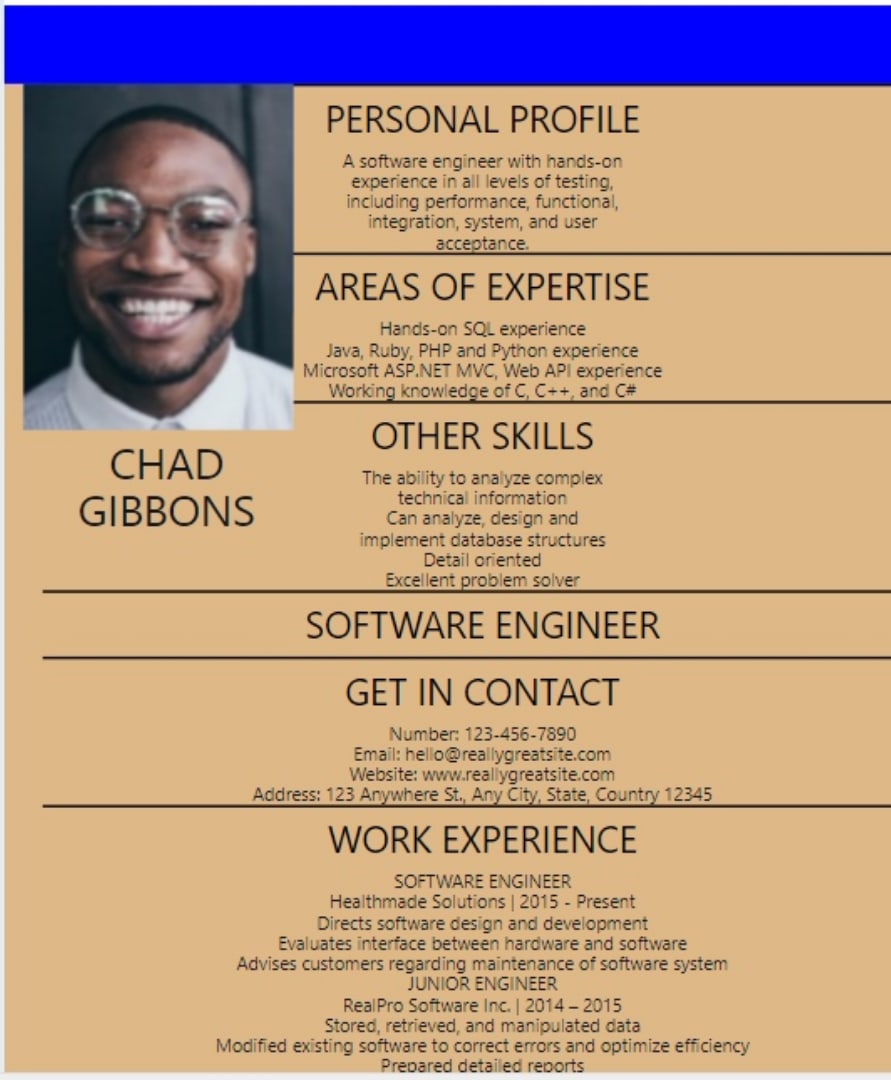 PERSONAL PROFILE
A software engineer with hands-on
experience in all levels of testing,
including performance, functional,
integration, system, and user
acceptance.
AREAS OF EXPERTISE
Hands-on SQL experience
Java, Ruby, PHP and Python experience
Microsoft ASP.NET MVC, Web API experience
Working knowledge of C, C++, and C#
CHAD
GIBBONS
OTHER SKILLS
The ability to analyze complex
technical information
Can analyze, design and
implement database structures
Detail oriented
Excellent problem solver
SOFTWARE ENGINEER
GET IN CONTACT
Number: 123-456-7890
Email: hello@reallygreatsite.com
Website: www.reallygreatsite.com
Address: 123 Anywhere St., Any City, State, Country 12345
WORK EXPERIENCE
SOFTWARE ENGINEER
Healthmade Solutions | 2015 - Present
Directs software design and development
Evaluates interface between hardware and software
Advises customers regarding maintenance of software system
JUNIOR ENGINEER
RealPro Software Inc. | 2014 – 2015
Stored, retrieved, and manipulated data
Modified existing software to correct errors and optimize efficiency
Prepared detailed reports